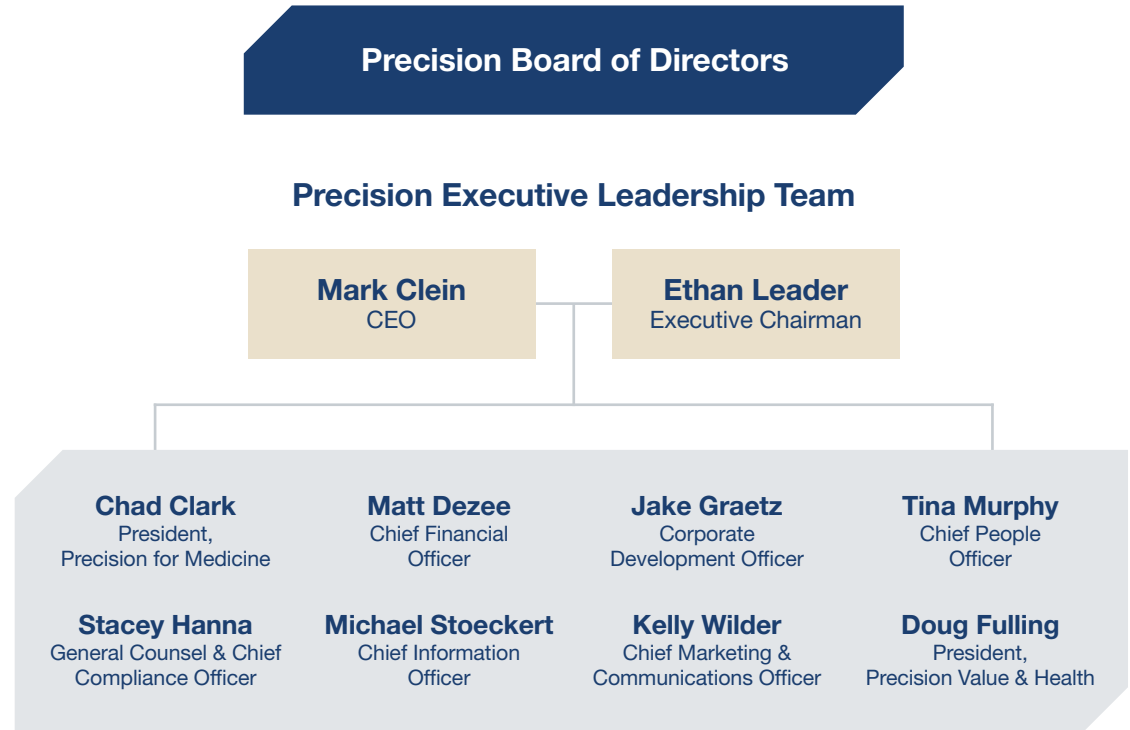 Precision Board of Directors
Precision Executive Leadership Team
Mark Clein
CEO
Ethan Leader
Executive Chairman
Chad Clark
President,
Precision for Medicine
Matt Dezee
Chief Financial
Officer
Jake Graetz
Corporate
Development Officer
Tina Murphy
Chief People
Officer
Stacey Hanna
General Counsel & Chief
Compliance Officer
Michael Stoeckert
Chief Information
Officer
Kelly Wilder
Chief Marketing &
Communications Officer
Doug Fulling
President,
Precision Value & Health